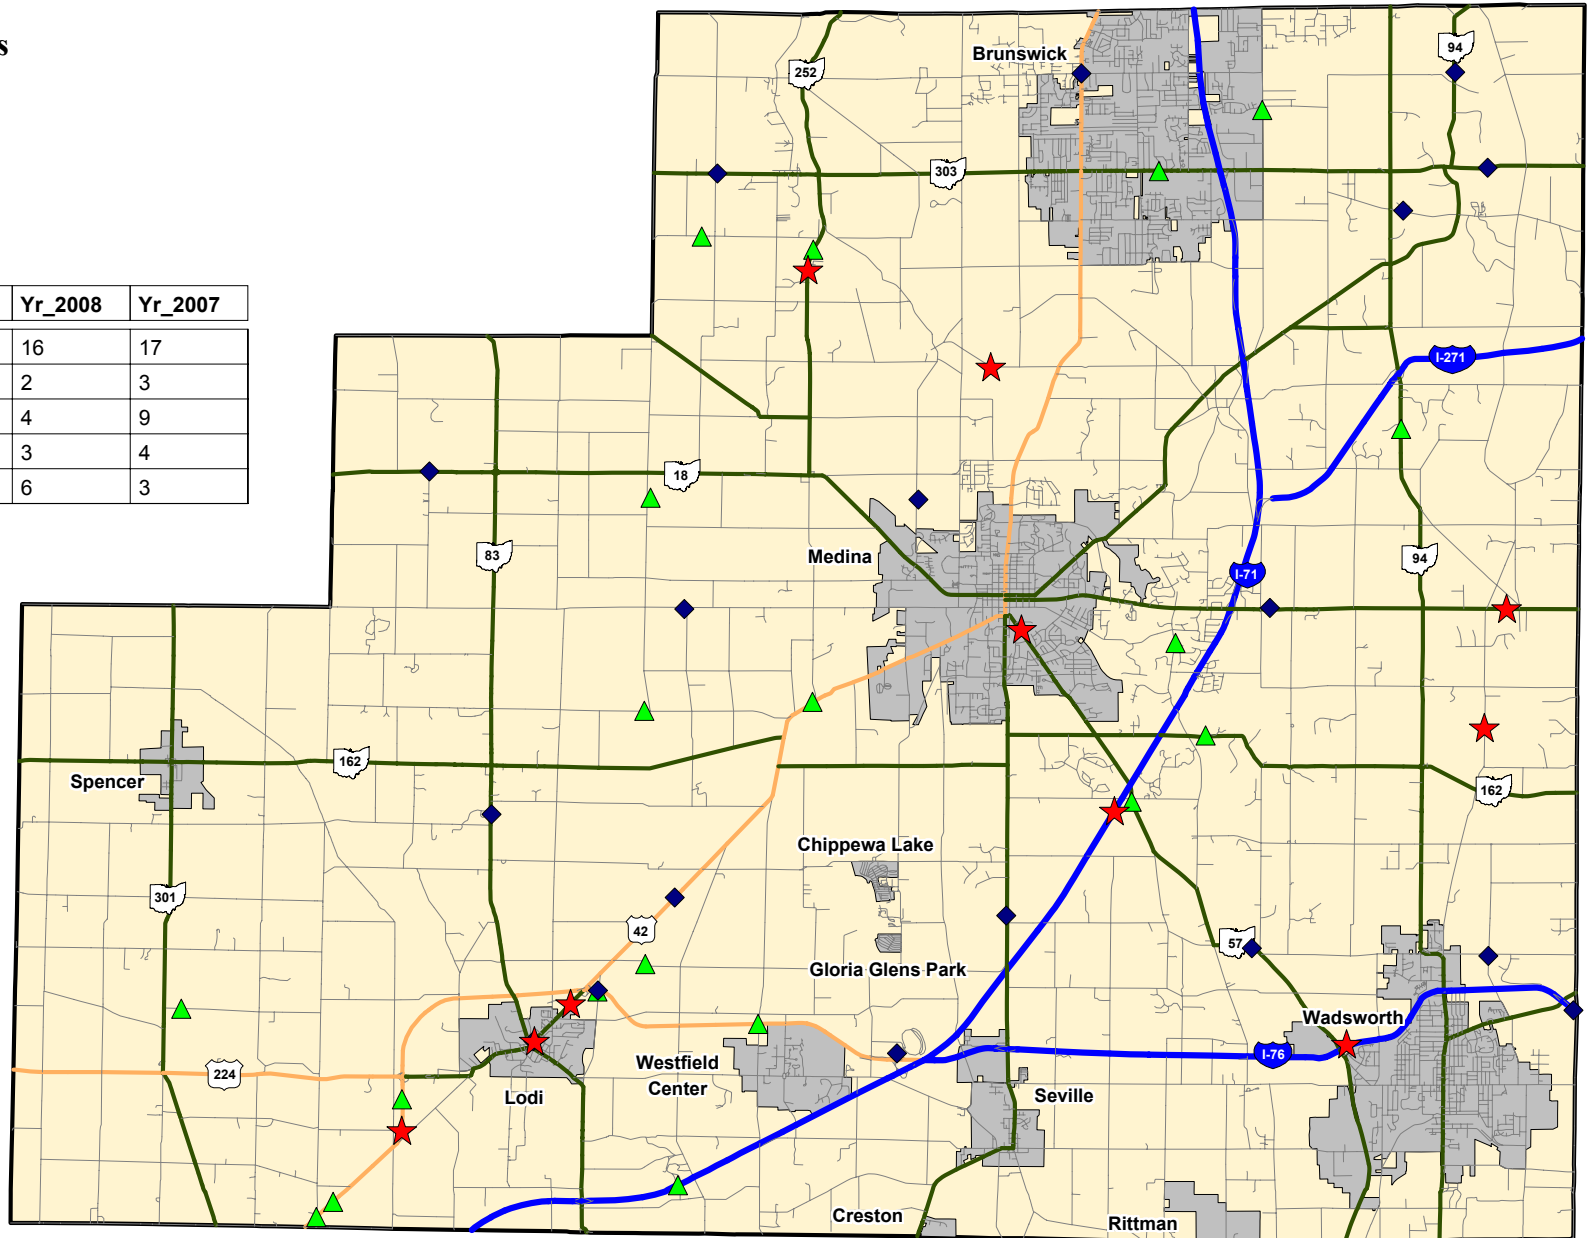 s
Yr_2008 Yr_2007
16 17
2 3
4 9
3 4
6 3
Brunswick
94
252
303
I-271
18
83
Medina
94
I-71
162
Spencer
162
Chippewa Lake
301
42
57
Gloria Glens Park
Wadsworth
I-76
Westfield
Center
224
Lodi
Seville
Creston
Rittman